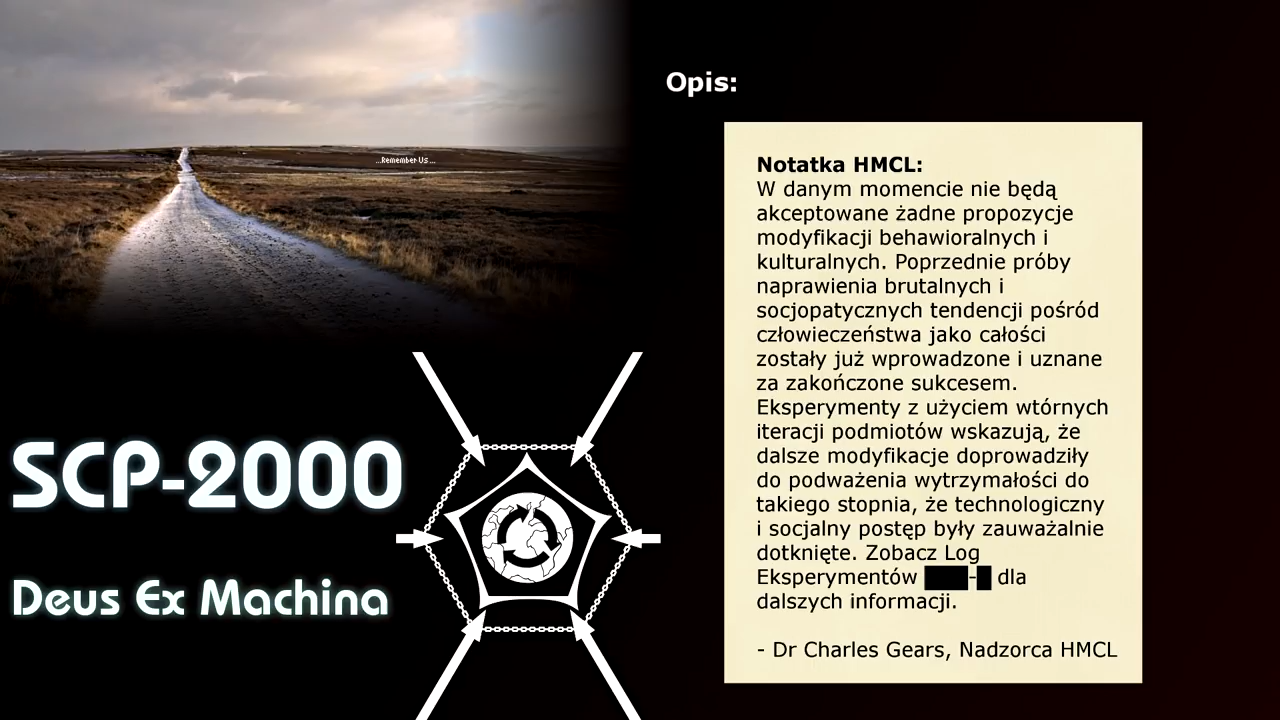 ...Remember Us...
SCP-2000
Deus Ex Machina
Opis:
Notatka HMCL:
W danym momencie nie będą
akceptowane żadne propozycje
modyfikacji behawioralnych i
kulturalnych. Poprzednie próby
naprawienia brutalnych i
socjopatycznych tendencji pośród
człowieczeństwa jako całości
zostały już wprowadzone i uznane
za zakończone sukcesem.
Eksperymenty z użyciem wtórnych
iteracji podmiotów wskazują, że
dalsze modyfikacje doprowadziły
do podważenia wytrzymałości do
takiego stopnia, że technologiczny
i socjalny postęp były zauważalnie
dotknięte. Zobacz Log
Eksperymentów ███-█ dla
dalszych informacji.
- Dr Charles Gears, Nadzorca HMCL